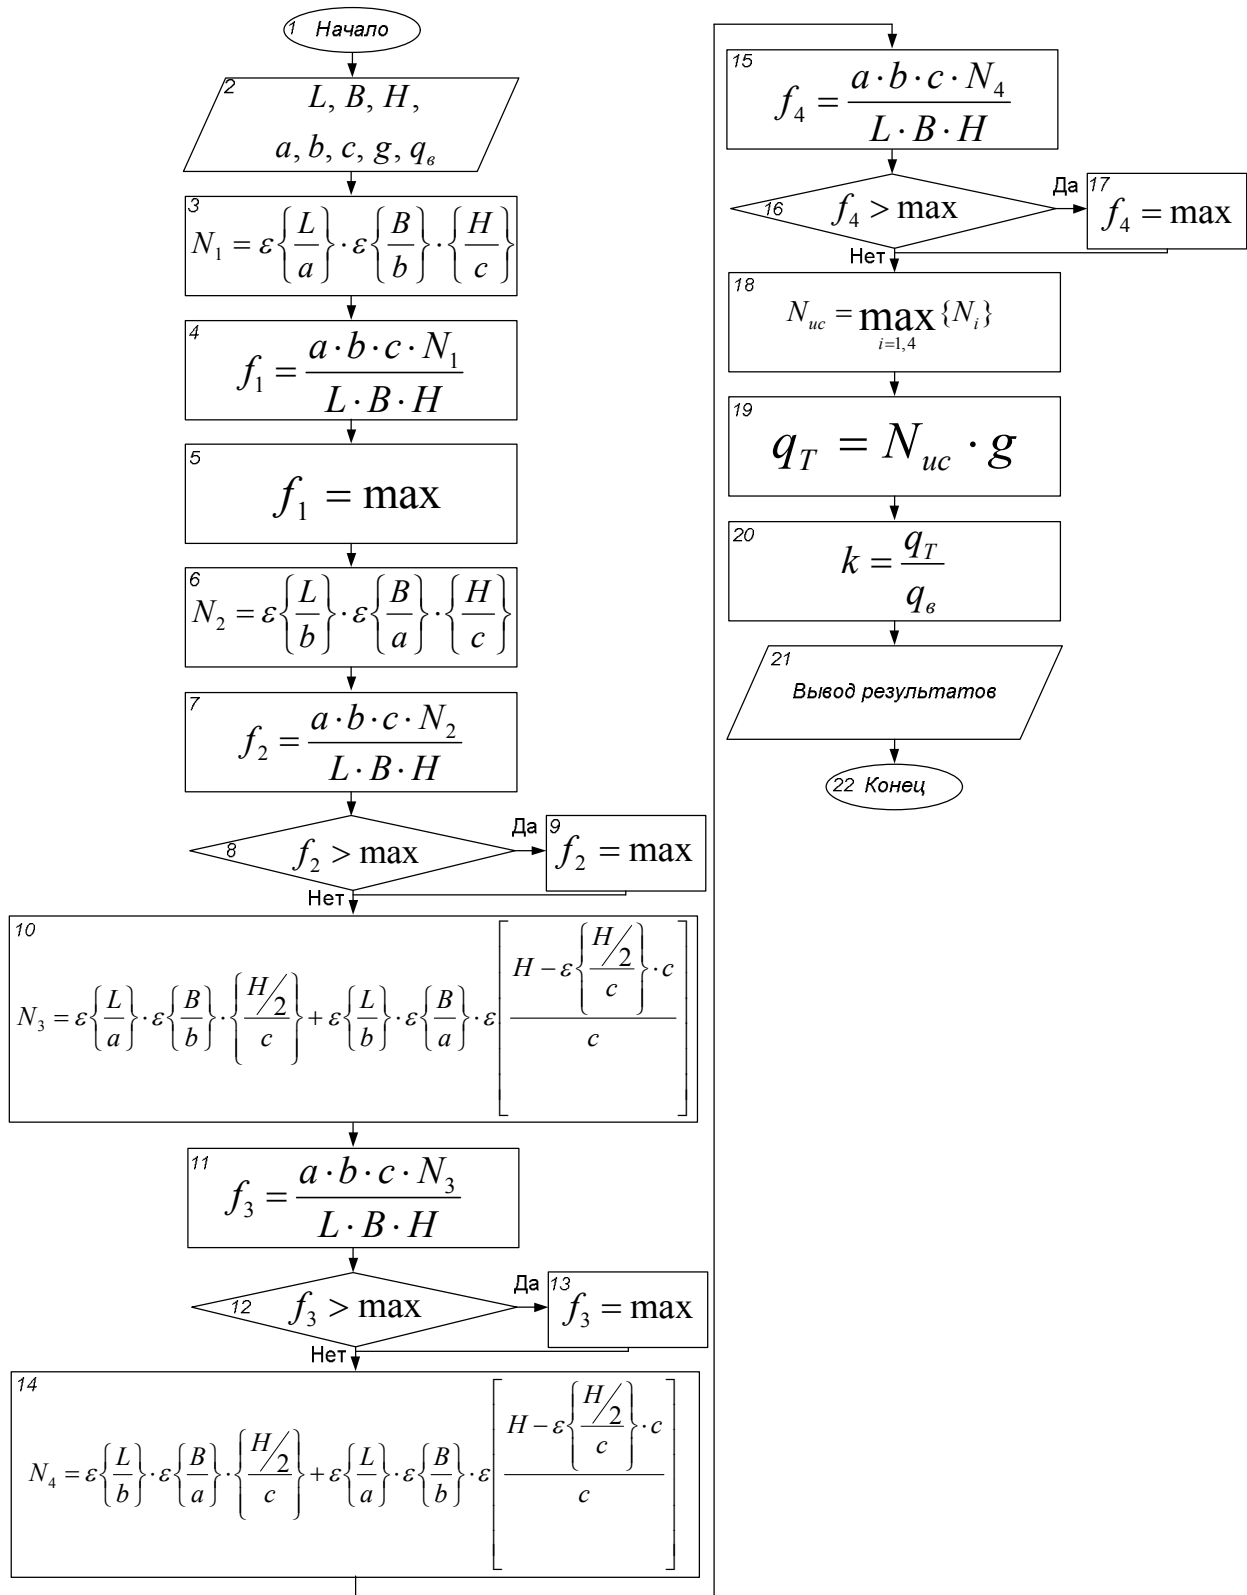 1 Начало
2
L, B, H,
a, b, c, g, q_в
3
N_1 = ε{L/a} · ε{B/b} · {H/c}
4
f_1 = (a · b · c · N_1)/(L · B · H)
5
f_1 = max
6
N_2 = ε{L/b} · ε{B/a} · {H/c}
7
f_2 = (a · b · c · N_2)/(L · B · H)
8 f_2 > max
Да
9
f_2 = max
Нет
10
N_3 = ε{L/a} · ε{B/b} · {(H/2)/c} + ε{L/b} · ε{B/a} · ε[(H − ε{(H/2)/c} · c)/c]
11
f_3 = (a · b · c · N_3)/(L · B · H)
12 f_3 > max
Да
13
f_3 = max
Нет
14
N_4 = ε{L/b} · ε{B/a} · {(H/2)/c} + ε{L/a} · ε{B/b} · ε[(H − ε{(H/2)/c} · c)/c]
15
f_4 = (a · b · c · N_4)/(L · B · H)
16 f_4 > max
Да
17
f_4 = max
Нет
18
N_ис = max{N_i}
i=1,4
19
q_T = N_ис · g
20
k = q_T/q_в
21
Вывод результатов
22 Конец